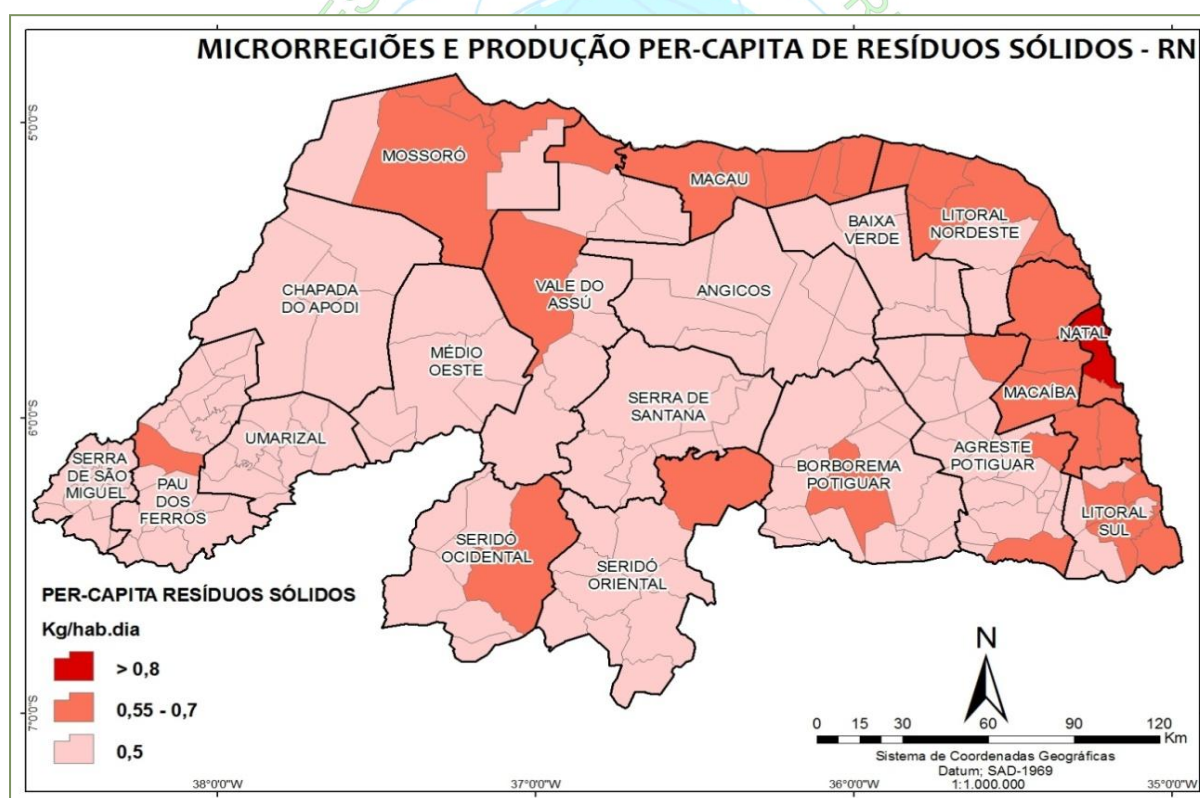 MICRORREGIÕES E PRODUÇÃO PER-CAPITA DE RESÍDUOS SÓLIDOS - RN
5°0'0"S
6°0'0"S
7°0'0"S
MOSSORÓ
MACAU
BAIXA
VERDE
LITORAL
NORDESTE
CHAPADA
DO APODI
VALE DO
ASSÚ
ANGICOS
NATAL
MÉDIO
OESTE
SERRA DE
SANTANA
MACAÍBA
UMARIZAL
SERRA
DE SÃO
MIGUEL
PAU
DOS
FERROS
BORBOREMA
POTIGUAR
AGRESTE
POTIGUAR
LITORAL
SUL
SERIDÓ
OCIDENTAL
SERIDÓ
ORIENTAL
PER-CAPITA RESÍDUOS SÓLIDOS
Kg/hab.dia
> 0,8
0,55 - 0,7
0,5
N
0 15 30 60 90 120
Km
Sistema de Coordenadas Geográficas
Datum; SAD-1969
1:1.000.000
38°0'0"W 37°0'0"W 36°0'0"W 35°0'0"W